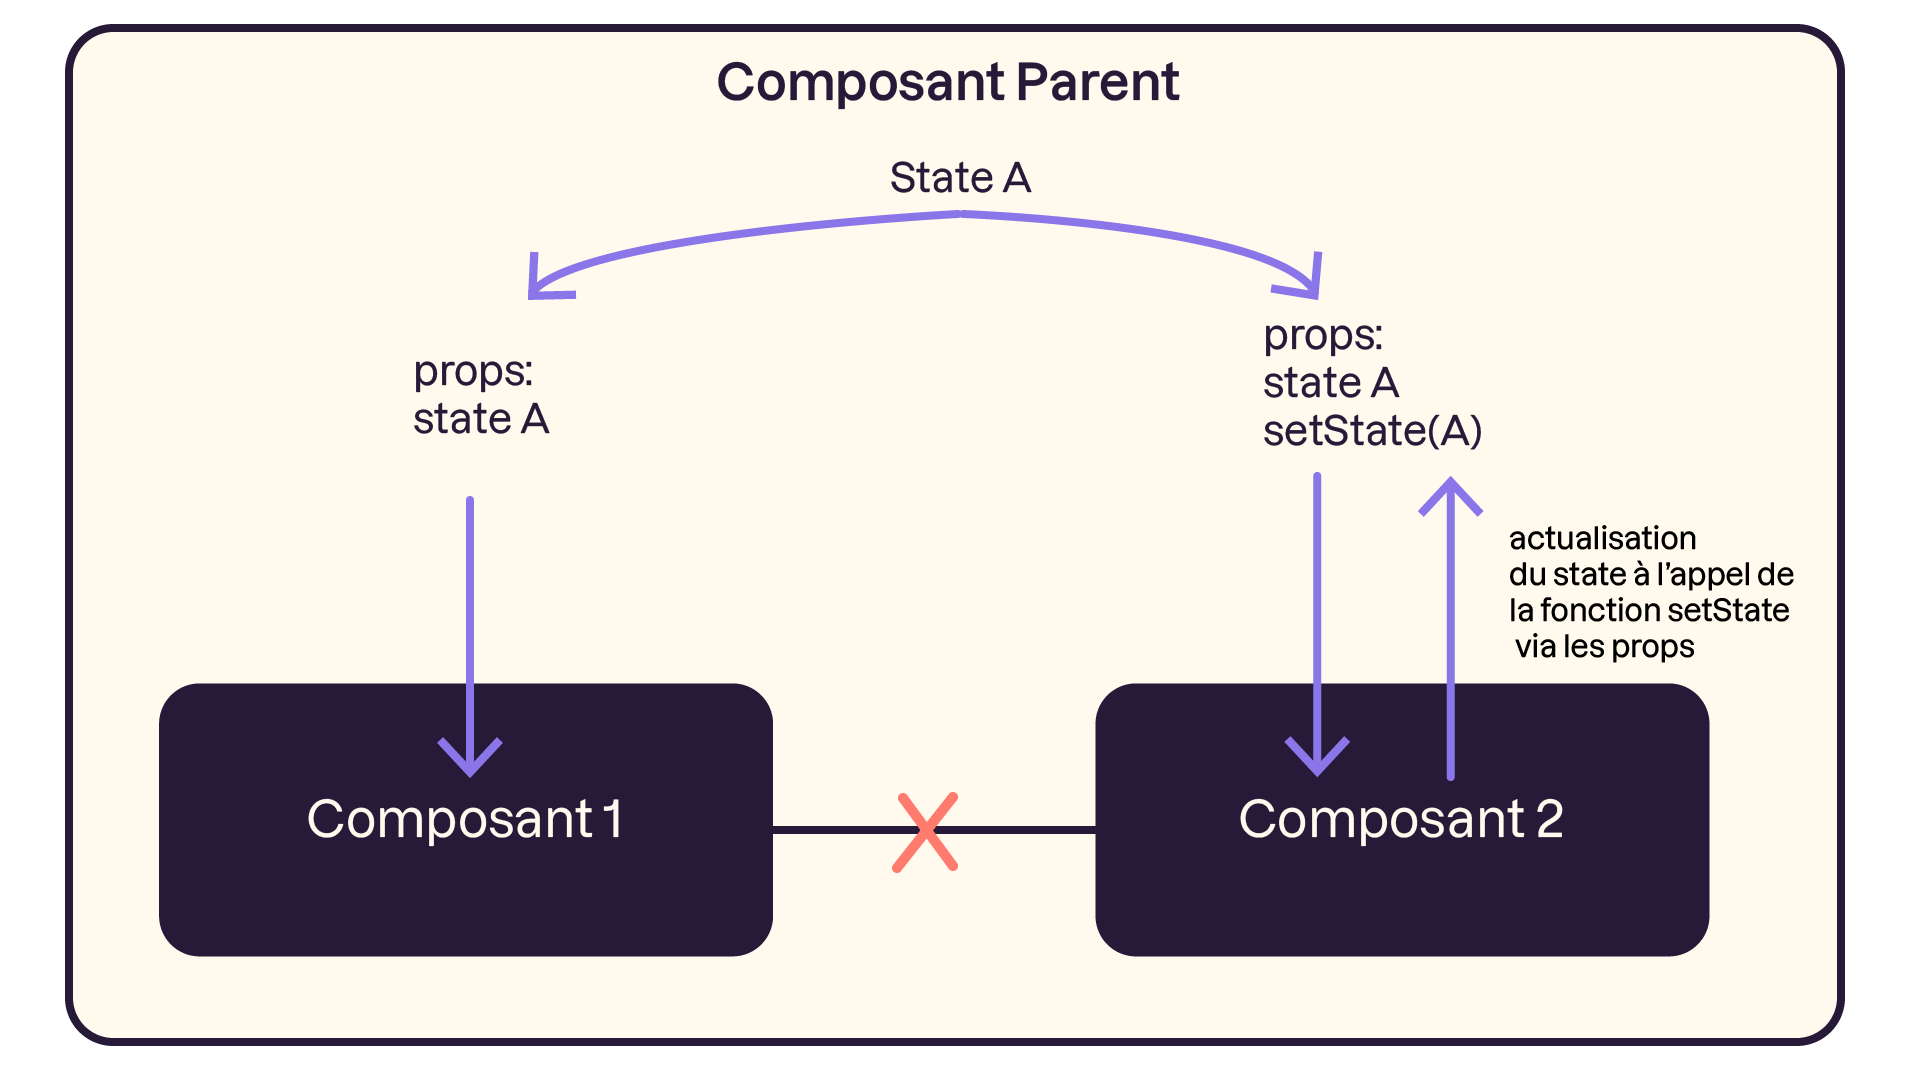 Composant Parent
State A
props:
state A
props:
state A
setState(A)
actualisation
du state à l'appel de
la fonction setState
via les props
Composant 1
Composant 2